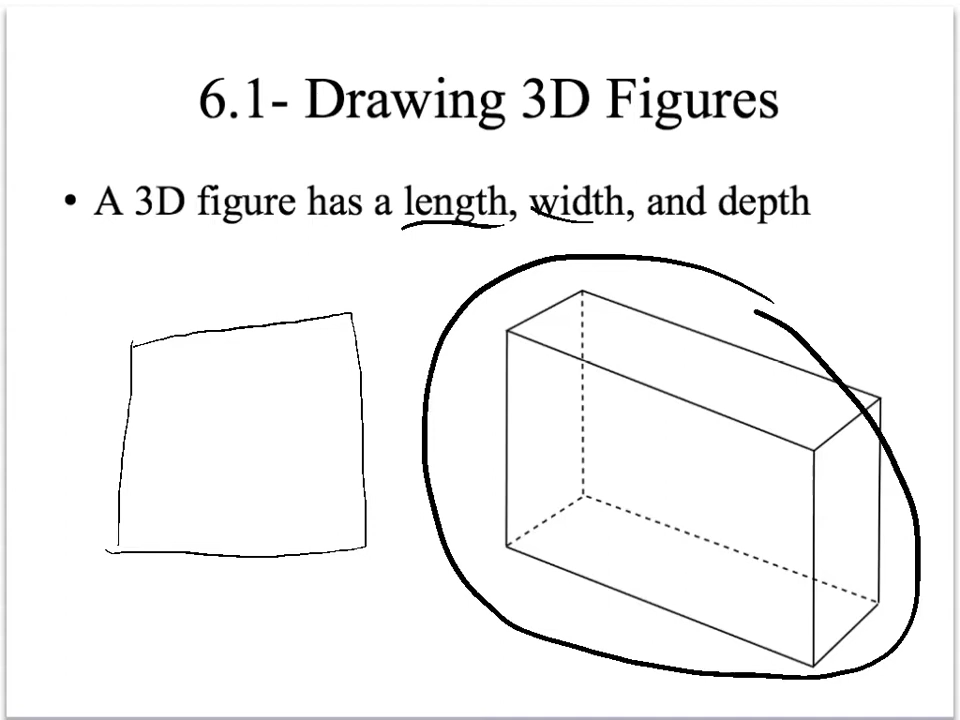 6.1- Drawing 3D Figures
• A 3D figure has a length, width, and depth